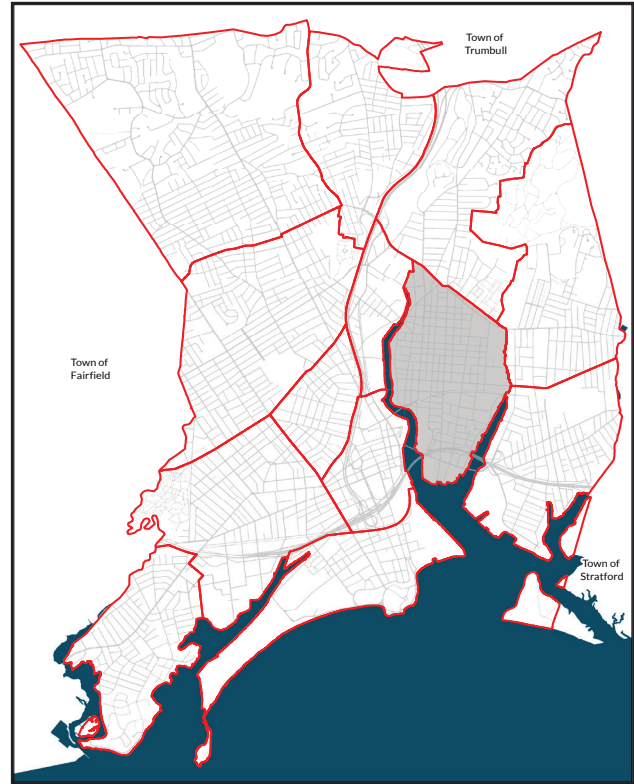 Town of
Trumbull
Town of
Fairfield
Town of
Stratford